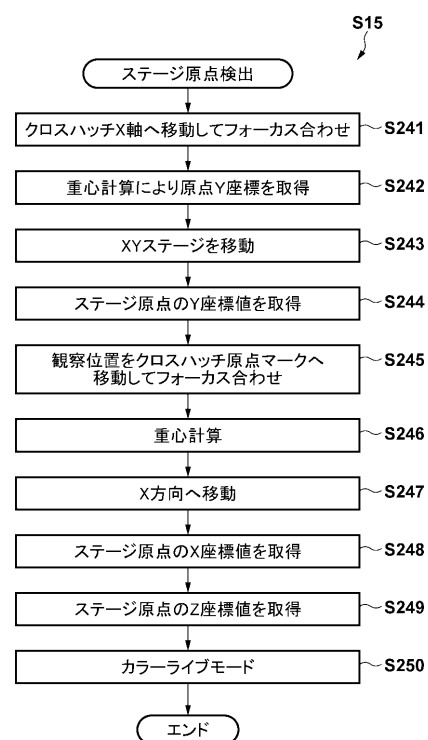 S15
ステージ原点検出
クロスハッチX軸へ移動してフォーカス合わせ
S241
重心計算により原点Y座標を取得
S242
XYステージを移動
S243
ステージ原点のY座標値を取得
S244
観察位置をクロスハッチ原点マークへ
移動してフォーカス合わせ
S245
重心計算
S246
X方向へ移動
S247
ステージ原点のX座標値を取得
S248
ステージ原点のZ座標値を取得
S249
カラーライブモード
S250
エンド